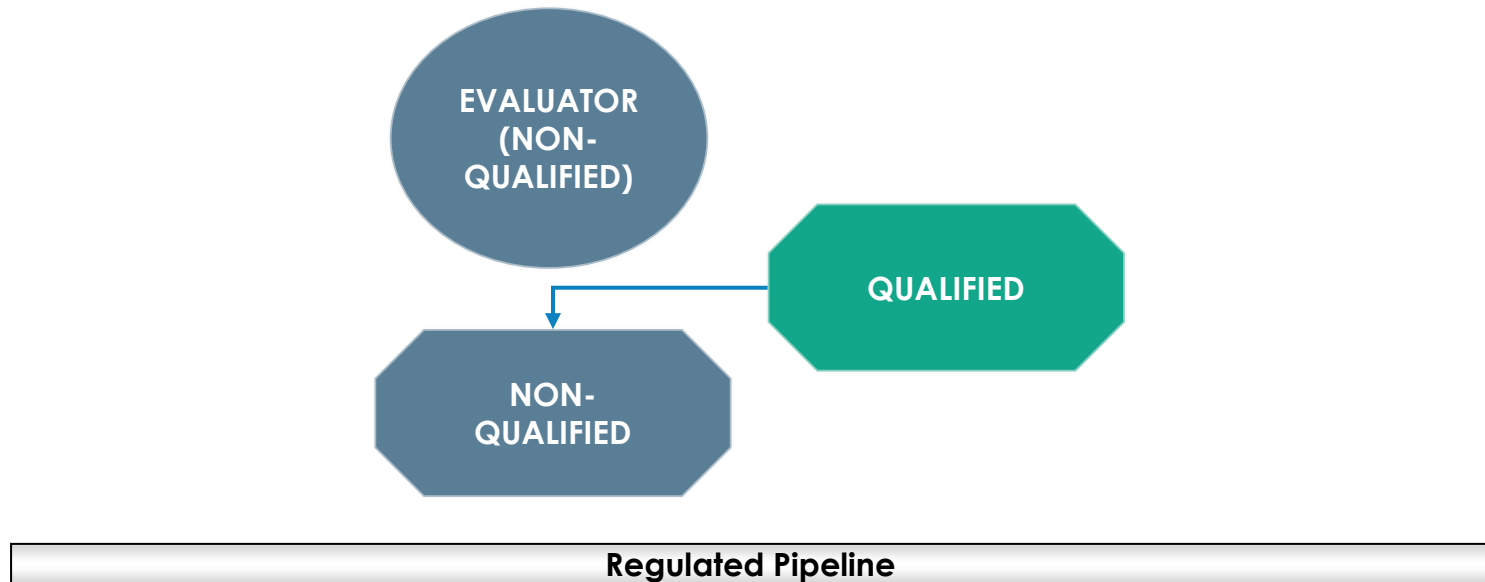 EVALUATOR
(NON-
QUALIFIED)
QUALIFIED
NON-
QUALIFIED
Regulated Pipeline